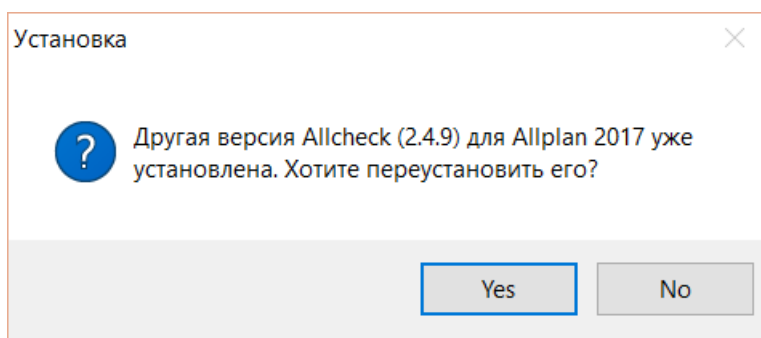 Установка
Другая версия Allcheck (2.4.9) для Allplan 2017 уже
установлена. Хотите переустановить его?
Yes
No